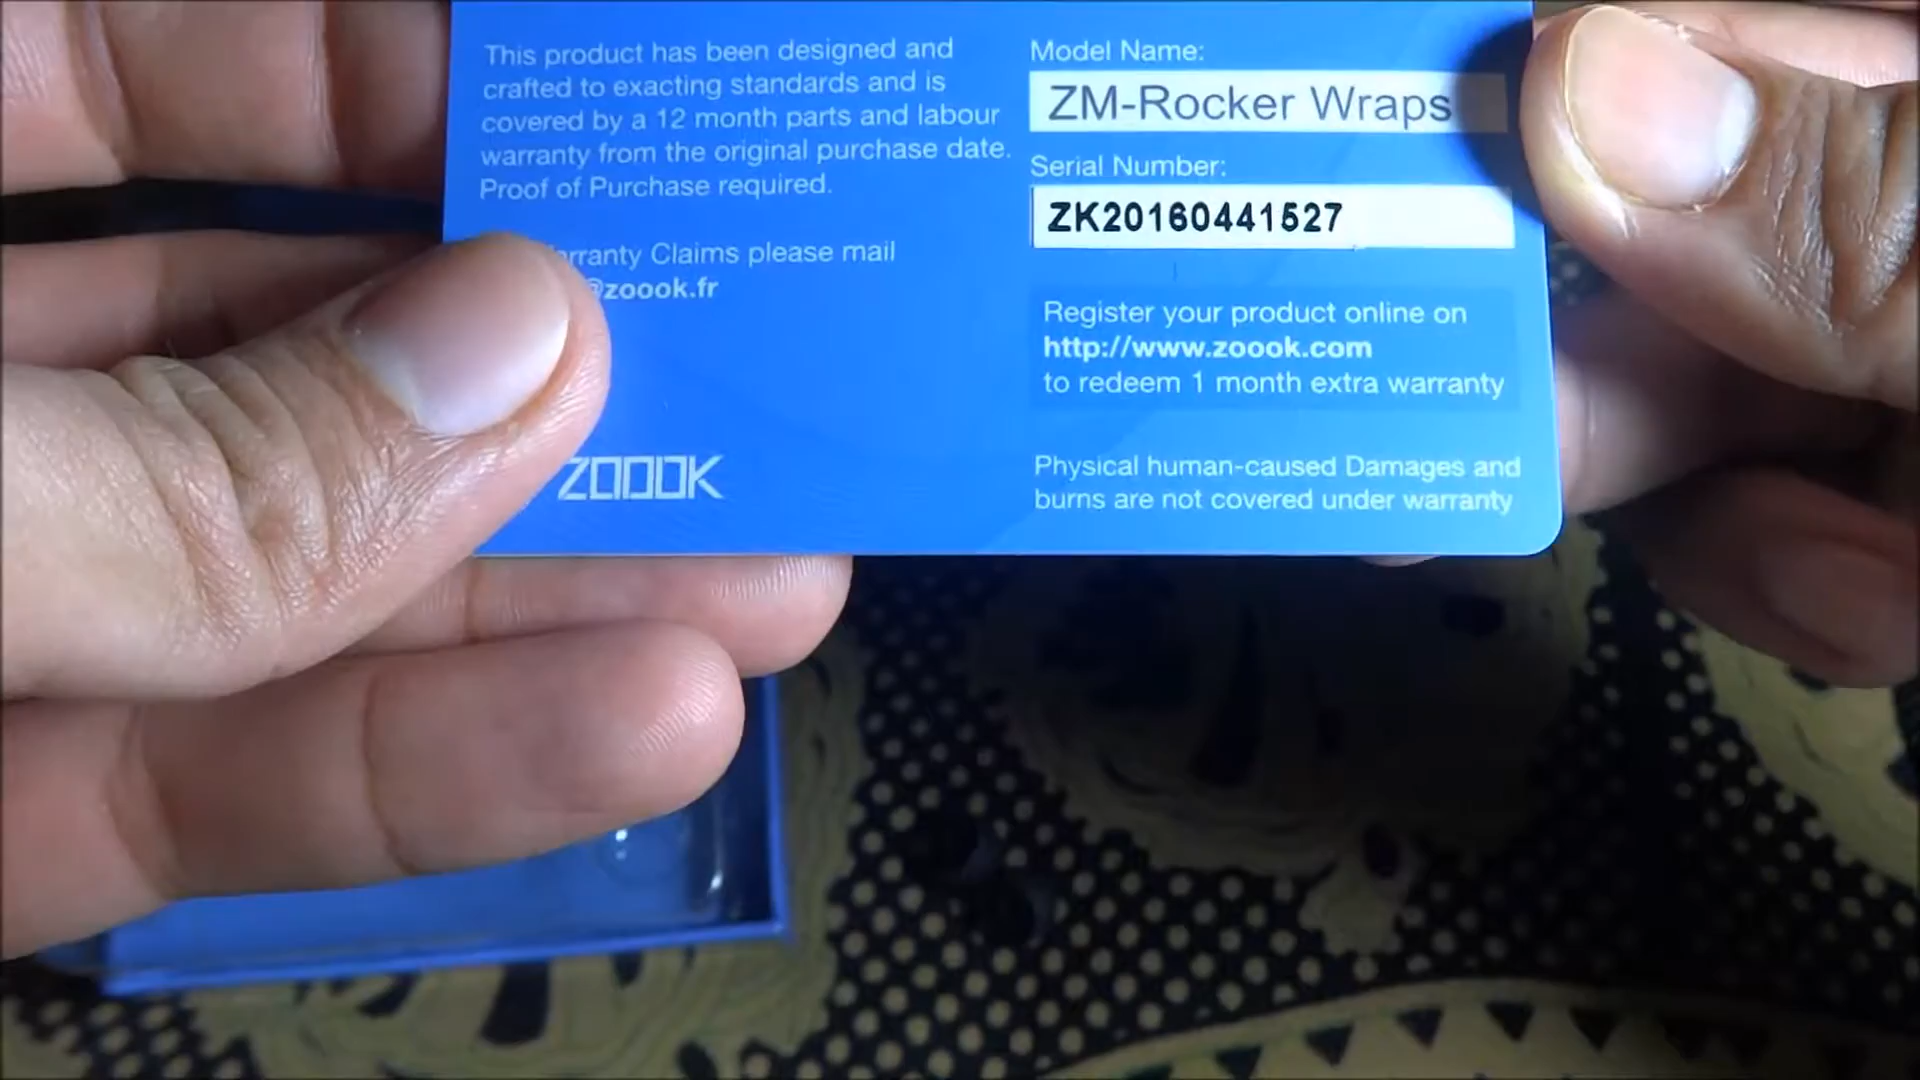 This product has been designed and
crafted to exacting standards and is
covered by a 12 month parts and labour
warranty from the original purchase date.
Proof of Purchase required.
Claims please mail
@zoook.fr
ZOOOK
Model Name:
ZM-Rocker Wraps
Serial Number:
ZK20160441527
Register your product online on
http://www.zoook.com
to redeem 1 month extra warranty
Physical human-caused Damages and
burns are not covered under warranty